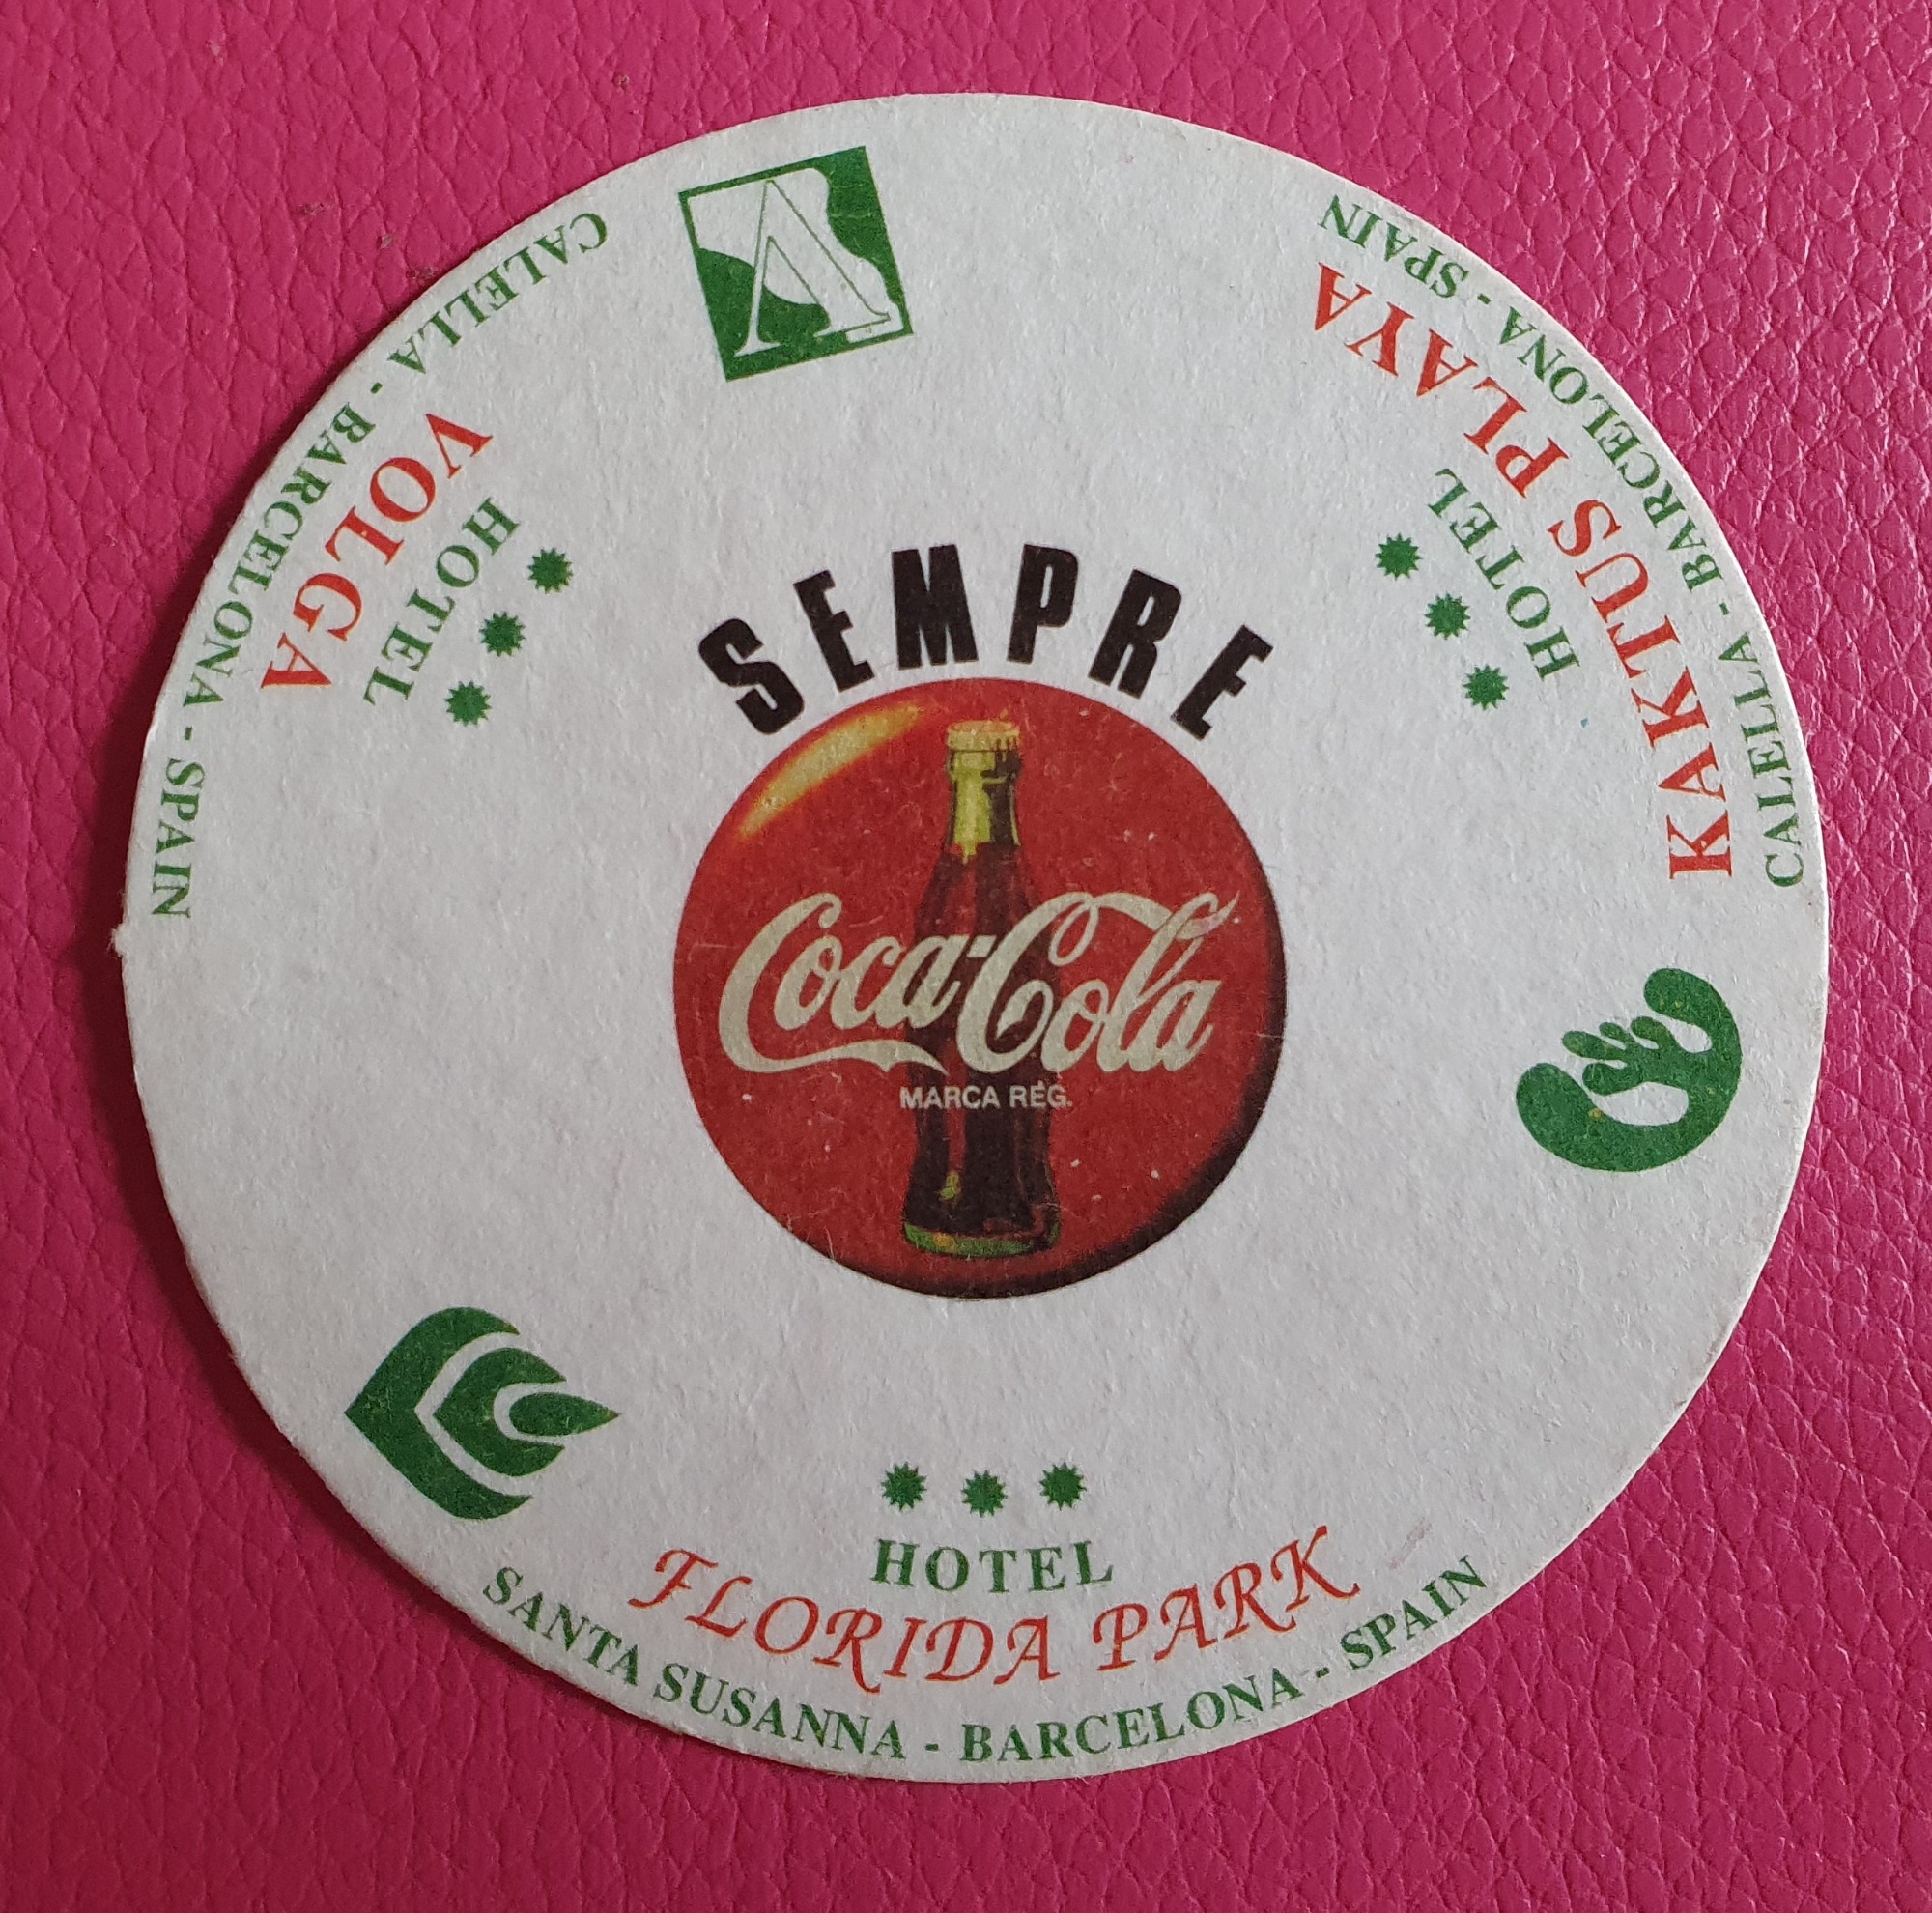 SEMPRE
Coca-Cola
MARCA REG.
HOTEL
VOLGA
CALELLA - BARCELONA - SPAIN
HOTEL
KAKTUS PLAYA
CALELLA - BARCELONA - SPAIN
HOTEL
FLORIDA PARK
SANTA SUSANNA - BARCELONA - SPAIN